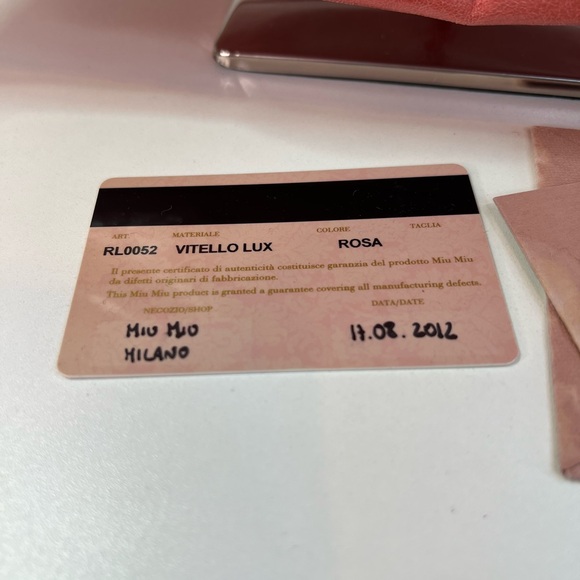 ART MATERIALE COLORE TAGLIA
RL0052 VITELLO LUX ROSA
Il presente certificato di autenticità costituisce garanzia del prodotto Miu Miu
da difetti originari di fabbricazione.
This Miu Miu product is granted a guarantee covering all manufacturing defects.
NEGOZIO/SHOP DATA/DATE
MIU MIU 17.08.2012
MILANO